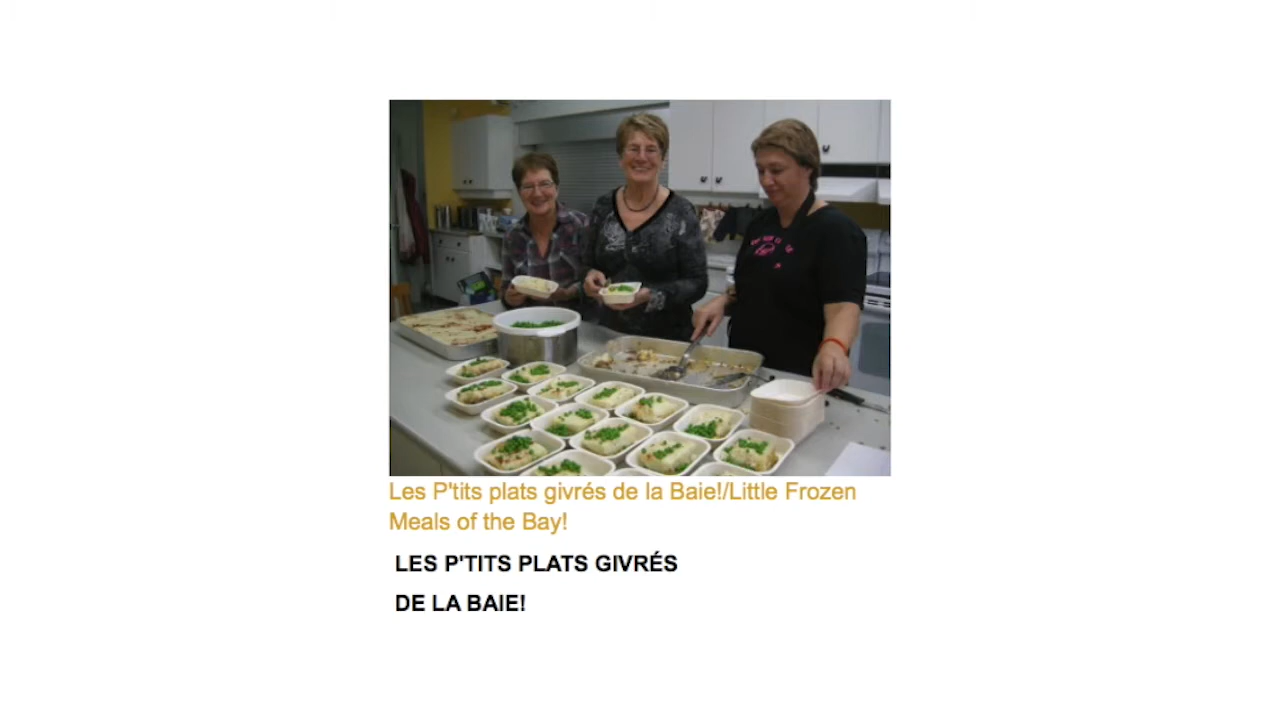 Les P'tits plats givrés de la Baie!/Little Frozen
Meals of the Bay!
LES P'TITS PLATS GIVRÉS
DE LA BAIE!